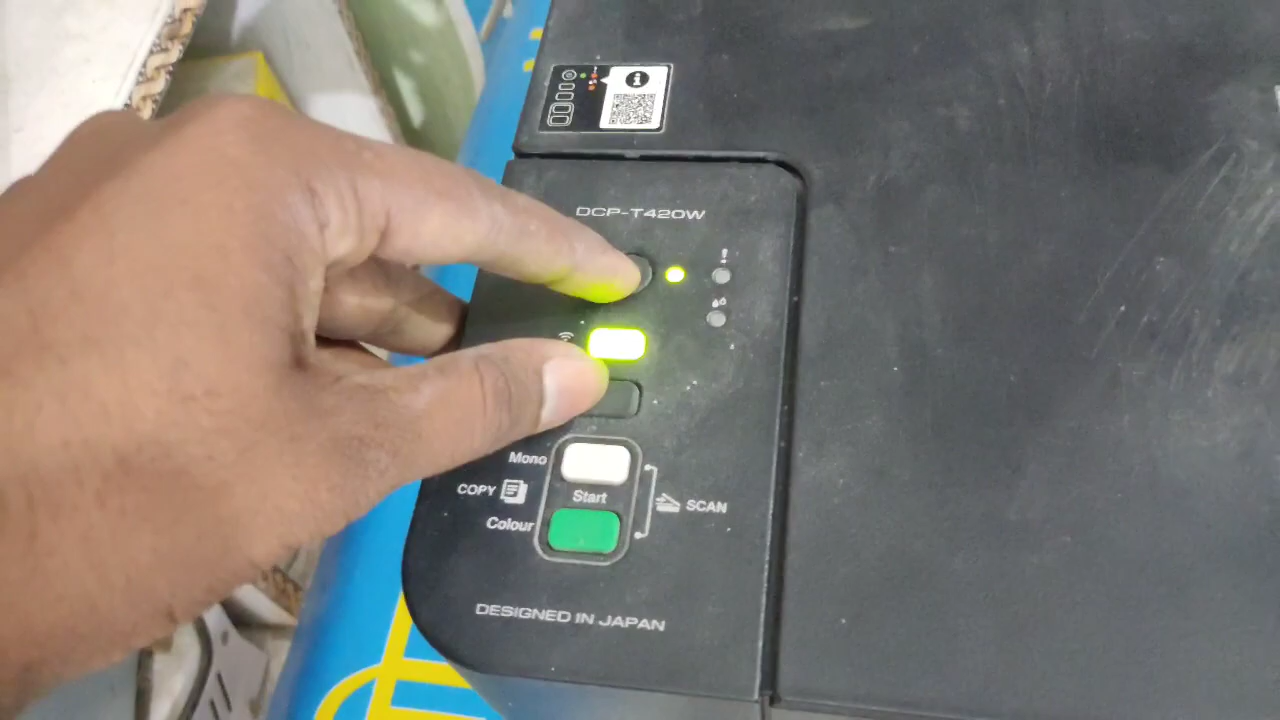 DCP-T420W
Mono
COPY
Start
SCAN
Colour
DESIGNED IN JAPAN